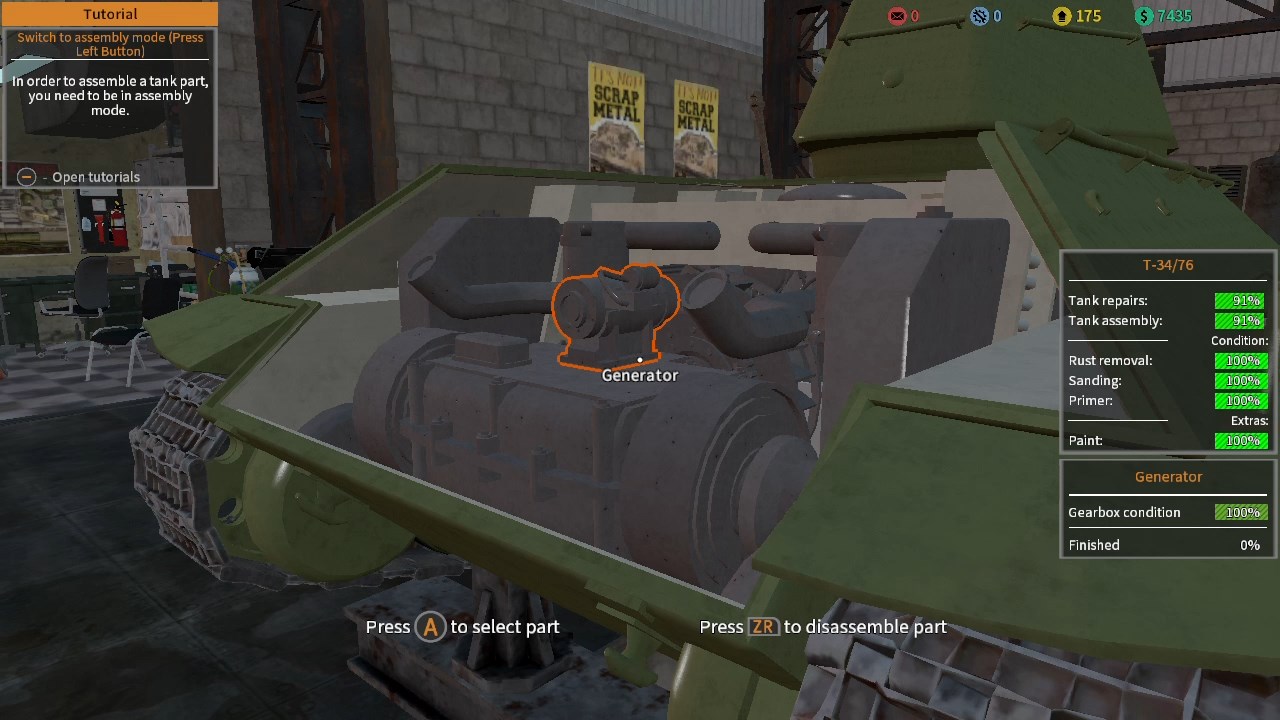 Tutorial
Switch to assembly mode (Press
Left Button)
In order to assemble a tank part,
you need to be in assembly
mode.
- Open tutorials
0
0
175
$ 7435
IT'S NOT
SCRAP
METAL
IT'S NOT
SCRAP
METAL
Generator
T-34/76
Tank repairs: 91%
Tank assembly: 91%
Condition:
Rust removal: 100%
Sanding: 100%
Primer: 100%
Extras:
Paint: 100%
Generator
Gearbox condition 100%
Finished 0%
Press A to select part
Press ZR to disassemble part